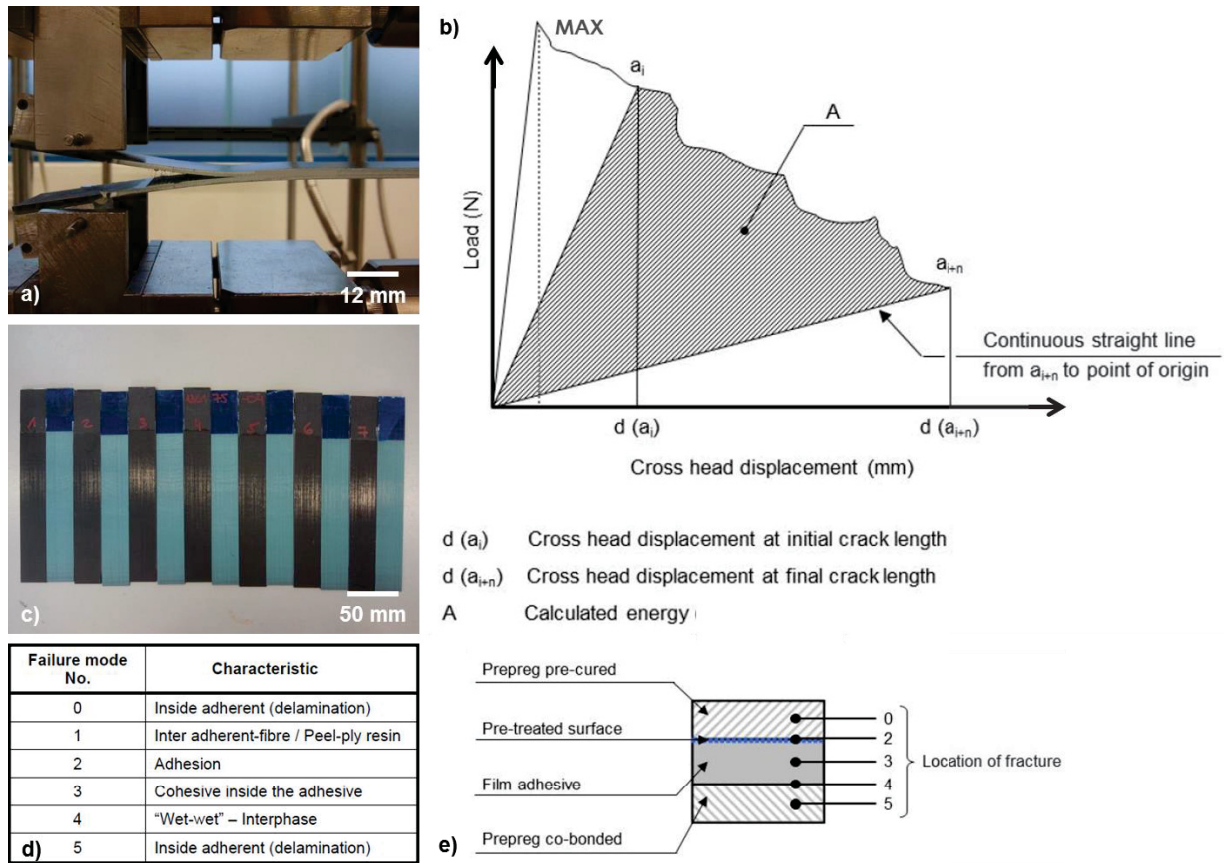 a)
12 mm
b)
MAX
a_i
A
a_i+n
Load (N)
Continuous straight line
from a_i+n to point of origin
d (a_i)
d (a_i+n)
Cross head displacement (mm)
d (a_i) Cross head displacement at initial crack length
d (a_i+n) Cross head displacement at final crack length
A Calculated energy
1
2
3
4
75
-04
5
6
7
c)
50 mm
Failure mode No. Characteristic
0 Inside adherent (delamination)
1 Inter adherent-fibre / Peel-ply resin
2 Adhesion
3 Cohesive inside the adhesive
4 "Wet-wet" – Interphase
5 Inside adherent (delamination)
d)
Prepreg pre-cured
Pre-treated surface
Film adhesive
Prepreg co-bonded
0
2
3
4
5
Location of fracture
e)